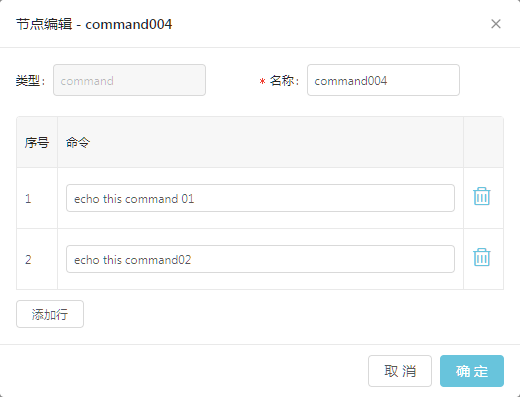 节点编辑 - command004
类型： command * 名称： command004
序号 命令
1 echo this command 01
2 echo this command02
添加行
取 消 确 定